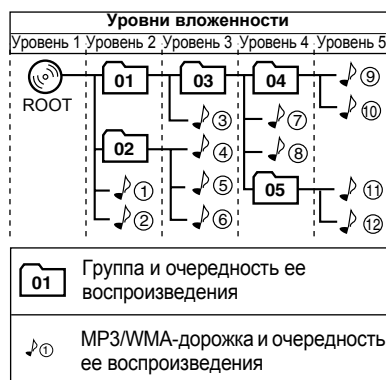 Уровни вложенности
Уровень 1 Уровень 2 Уровень 3 Уровень 4 Уровень 5
01 03 04 ⑨
ROOT ⑩
③ ⑦
02 ④ ⑧
① ⑤ 05 ⑪
② ⑥ ⑫
01 Группа и очередность ее
воспроизведения
① MP3/WMA-дорожка и очередность
ее воспроизведения